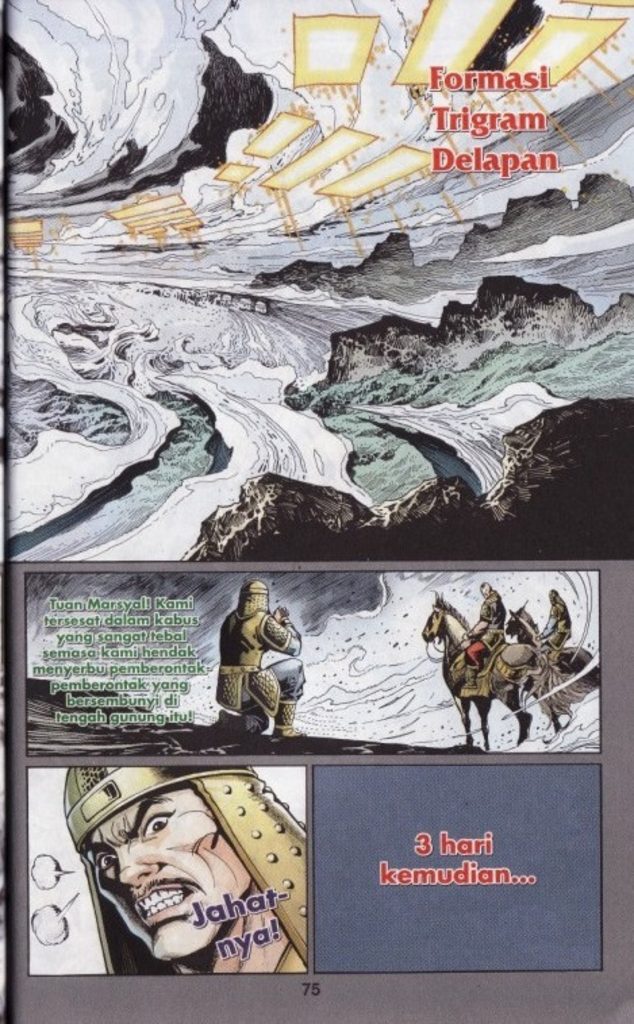 Formasi
Trigram
Delapan
Tuan Marsyal! Kami
tersesat dalam kabus
yang sangat tebal
semasa kami hendak
menyerbu pemberontak
pemberontak yang
bersembunyi di
tengah gunung itu!
Jahat-
nya!
3 hari
kemudian...
75